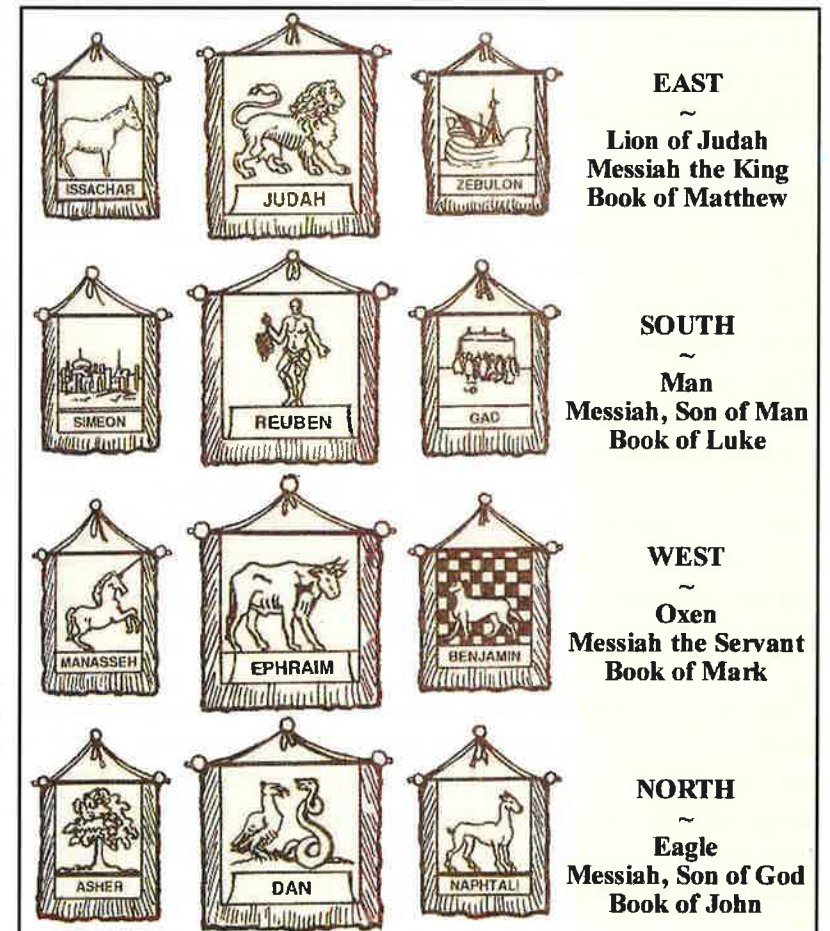 ISSACHAR
JUDAH
ZEBULON
EAST
~
Lion of Judah
Messiah the King
Book of Matthew
SIMEON
REUBEN
GAD
SOUTH
~
Man
Messiah, Son of Man
Book of Luke
MANASSEH
EPHRAIM
BENJAMIN
WEST
~
Oxen
Messiah the Servant
Book of Mark
ASHER
DAN
NAPHTALI
NORTH
~
Eagle
Messiah, Son of God
Book of John